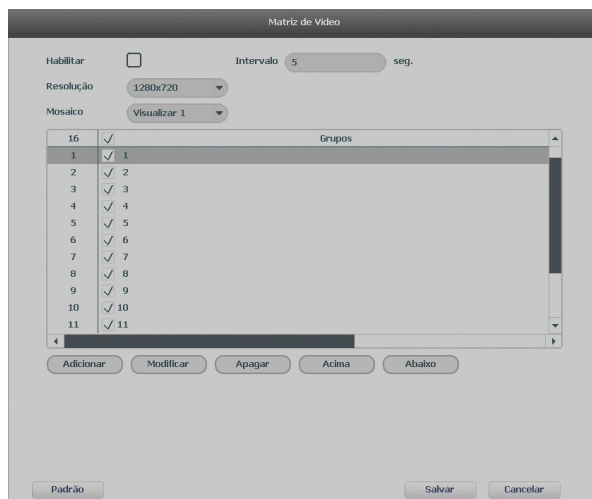 Matriz de Vídeo
Habilitar Intervalo 5 seg.
Resolução 1280x720
Mosaico Visualizar 1
16 Grupos
1 1
2 2
3 3
4 4
5 5
6 6
7 7
8 8
9 9
10 10
11 11
Adicionar Modificar Apagar Acima Abaixo
Padrão Salvar Cancelar